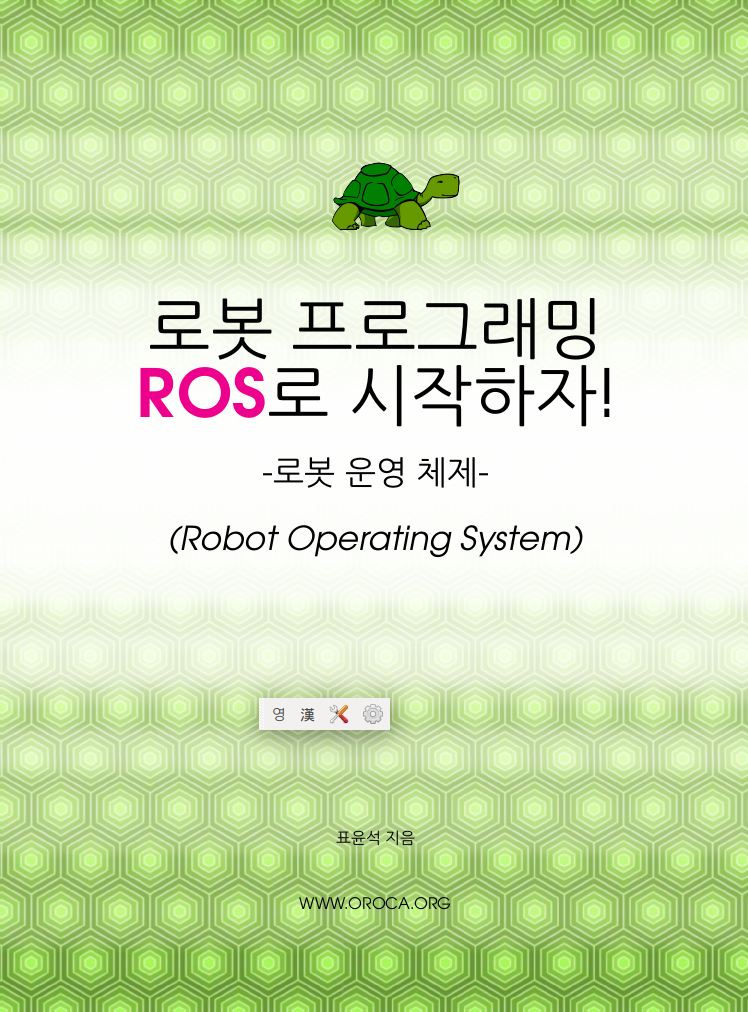 로봇 프로그래밍
ROS로 시작하자!
-로봇 운영 체제-
(Robot Operating System)
영 漢
표윤석 지음
WWW.OROCA.ORG